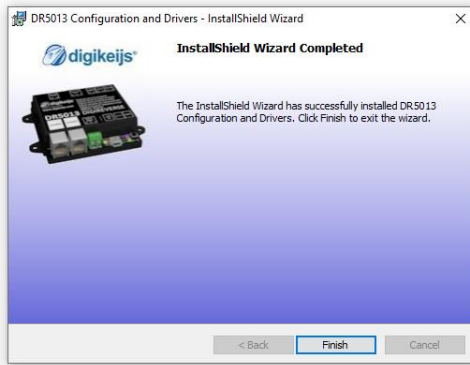 DR5013 Configuration and Drivers - InstallShield Wizard
digikeijs®
InstallShield Wizard Completed
DR5013
The InstallShield Wizard has successfully installed DR5013
Configuration and Drivers. Click Finish to exit the wizard.
< Back
Finish
Cancel